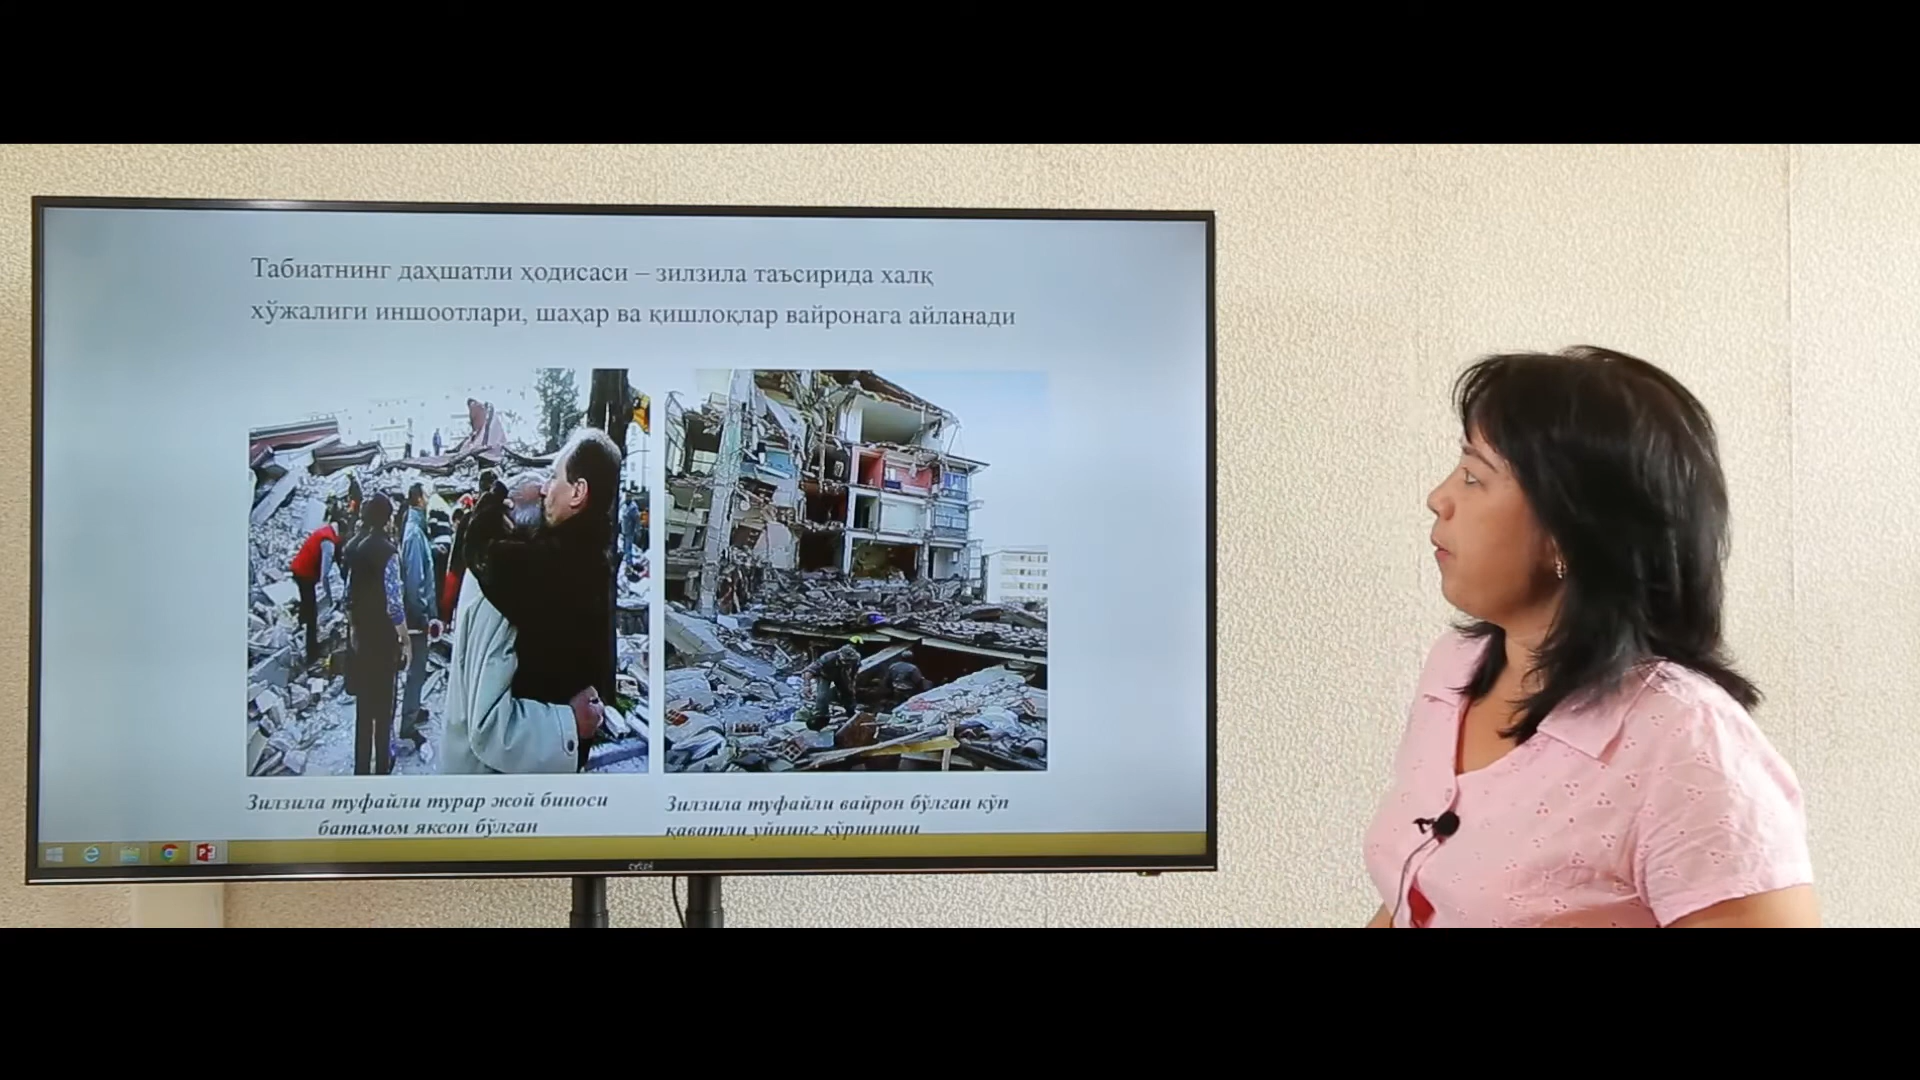 Табиатнинг даҳшатли ҳодисаси – зилзила таъсирида халқ
хўжалиги иншоотлари, шаҳар ва қишлоқлар вайронага айланади
Зилзила туфайли турар жой биноси
батамом яксон бўлган
Зилзила туфайли вайрон бўлган кўп
қаватли уйнинг кўриниши